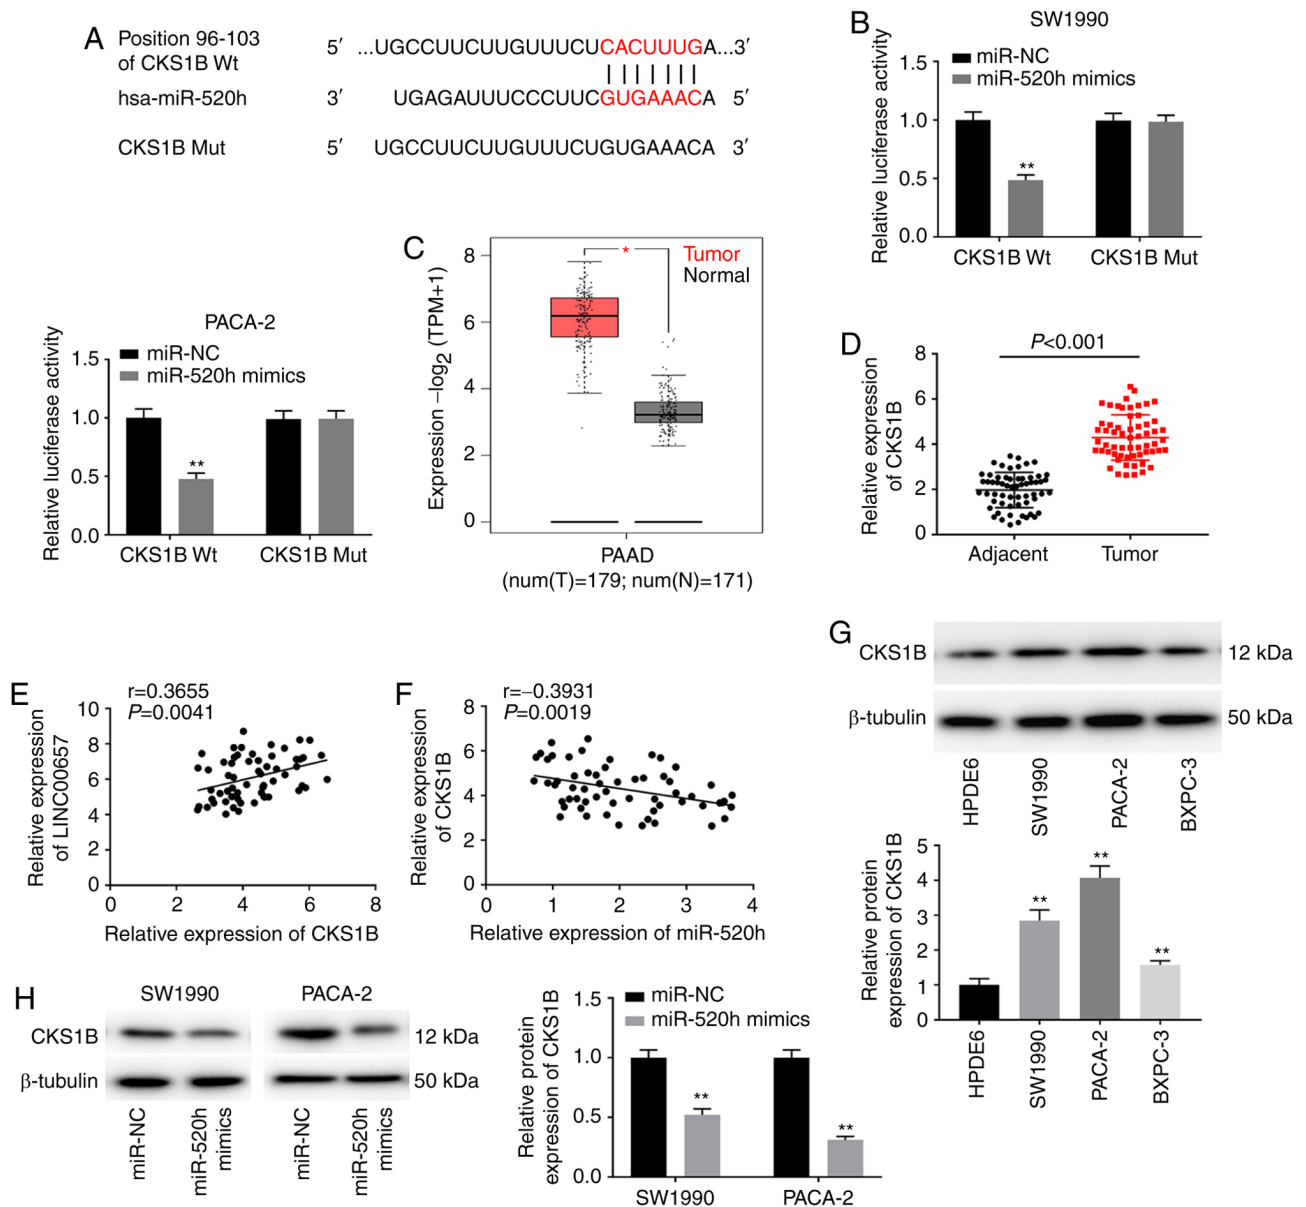 A
Position 96-103
of CKS1B Wt
5′ ...UGCCUUCUUGUUUCUCACUUUGA...3′
hsa-miR-520h
3′ UGAGAUUUCCCUUCGUGAAACA 5′
CKS1B Mut
5′ UGCCUUCUUGUUUCUGUGAAACA 3′
B
SW1990
miR-NC
miR-520h mimics
Relative luciferase activity
1.5
1.0
0.5
0.0
**
CKS1B Wt
CKS1B Mut
PACA-2
miR-NC
miR-520h mimics
Relative luciferase activity
1.5
1.0
0.5
0.0
**
CKS1B Wt
CKS1B Mut
C
Expression –log2 (TPM+1)
8
6
4
2
0
*
Tumor
Normal
PAAD
(num(T)=179; num(N)=171)
D
P<0.001
Relative expression
of CKS1B
8
6
4
2
0
Adjacent
Tumor
E
r=0.3655
P=0.0041
Relative expression
of LINC00657
10
8
6
4
2
0
0 2 4 6 8
Relative expression of CKS1B
F
r=−0.3931
P=0.0019
Relative expression
of CKS1B
8
6
4
2
0
0 1 2 3 4
Relative expression of miR-520h
G
CKS1B
12 kDa
β-tubulin
50 kDa
HPDE6
SW1990
PACA-2
BXPC-3
Relative protein
expression of CKS1B
5
4
3
2
1
0
**
**
**
HPDE6
SW1990
PACA-2
BXPC-3
H
SW1990
PACA-2
CKS1B
12 kDa
β-tubulin
50 kDa
miR-NC
miR-520h
mimics
miR-NC
miR-520h
mimics
Relative protein
expression of CKS1B
1.5
1.0
0.5
0.0
miR-NC
miR-520h mimics
**
**
SW1990
PACA-2